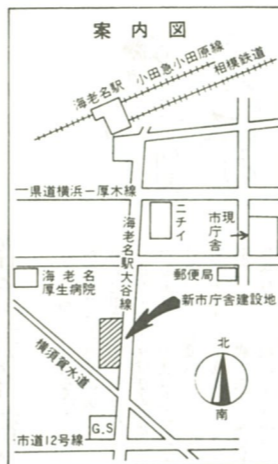 案内図
小田急小田原線
海老名駅
相模鉄道
県道横浜一厚木線
海老名駅大谷線
ニチイ
現市庁舎
海老名厚生病院
郵便局
新市庁舎建設地
横須賀水道
北
南
G.S
市道12号線